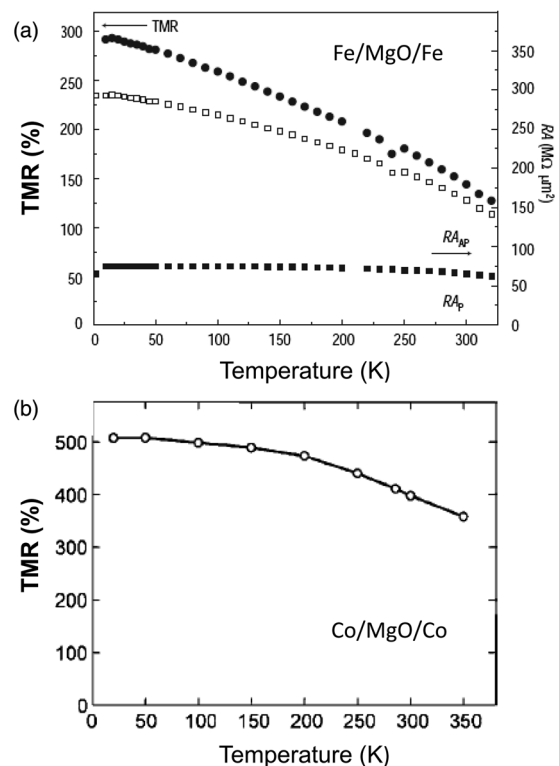 (a)
TMR
Fe/MgO/Fe
300
250
200
150
100
50
0
TMR (%)
350
300
250
200
150
100
50
0
RA (MΩ μm²)
RA_AP
RA_P
0 50 100 150 200 250 300
Temperature (K)
(b)
500
400
300
200
100
0
TMR (%)
Co/MgO/Co
0 50 100 150 200 250 300 350
Temperature (K)